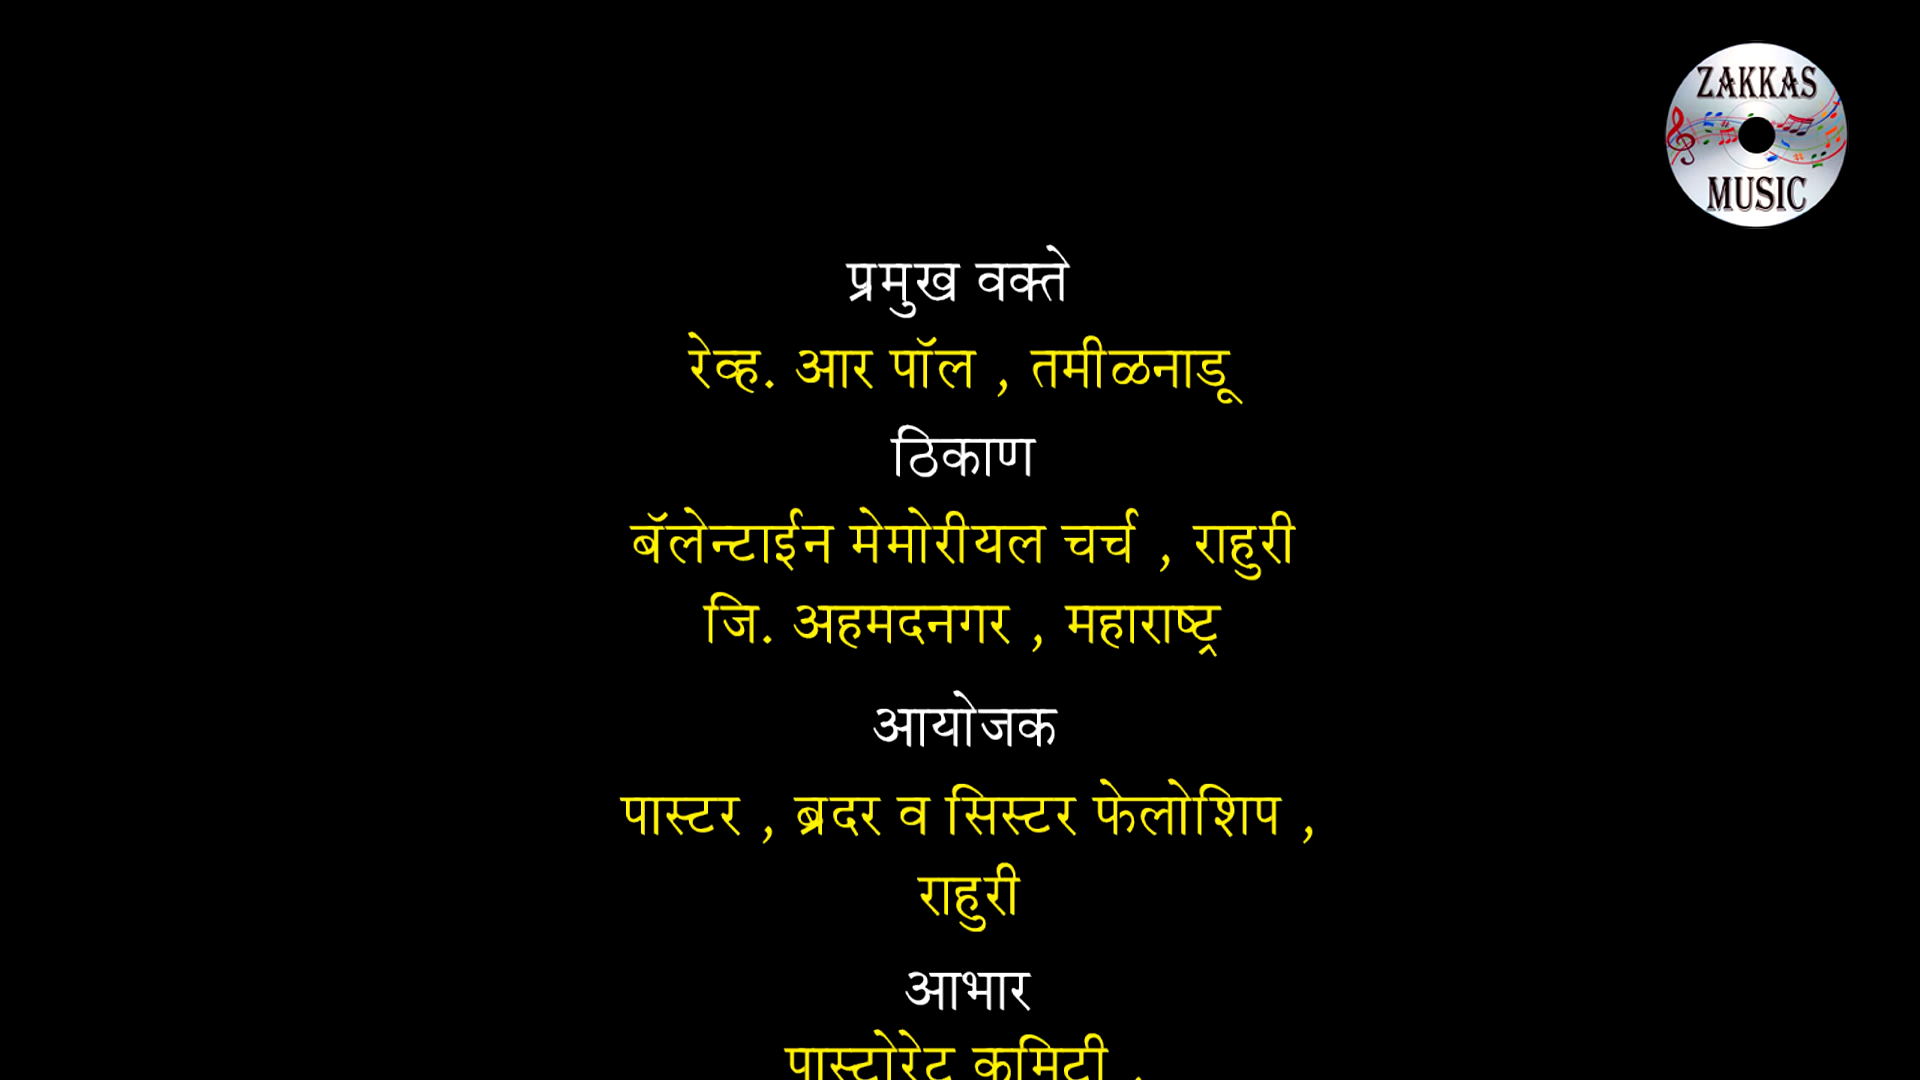 ZAKKAS
MUSIC
प्रमुख वक्ते
रेव्ह. आर पॉल , तमीळनाडू
ठिकाण
बॅलेन्टाईन मेमोरीयल चर्च , राहुरी
जि. अहमदनगर , महाराष्ट्र
आयोजक
पास्टर , ब्रदर व सिस्टर फेलोशिप ,
राहुरी
आभार
पास्टोरेट कमिटी ,